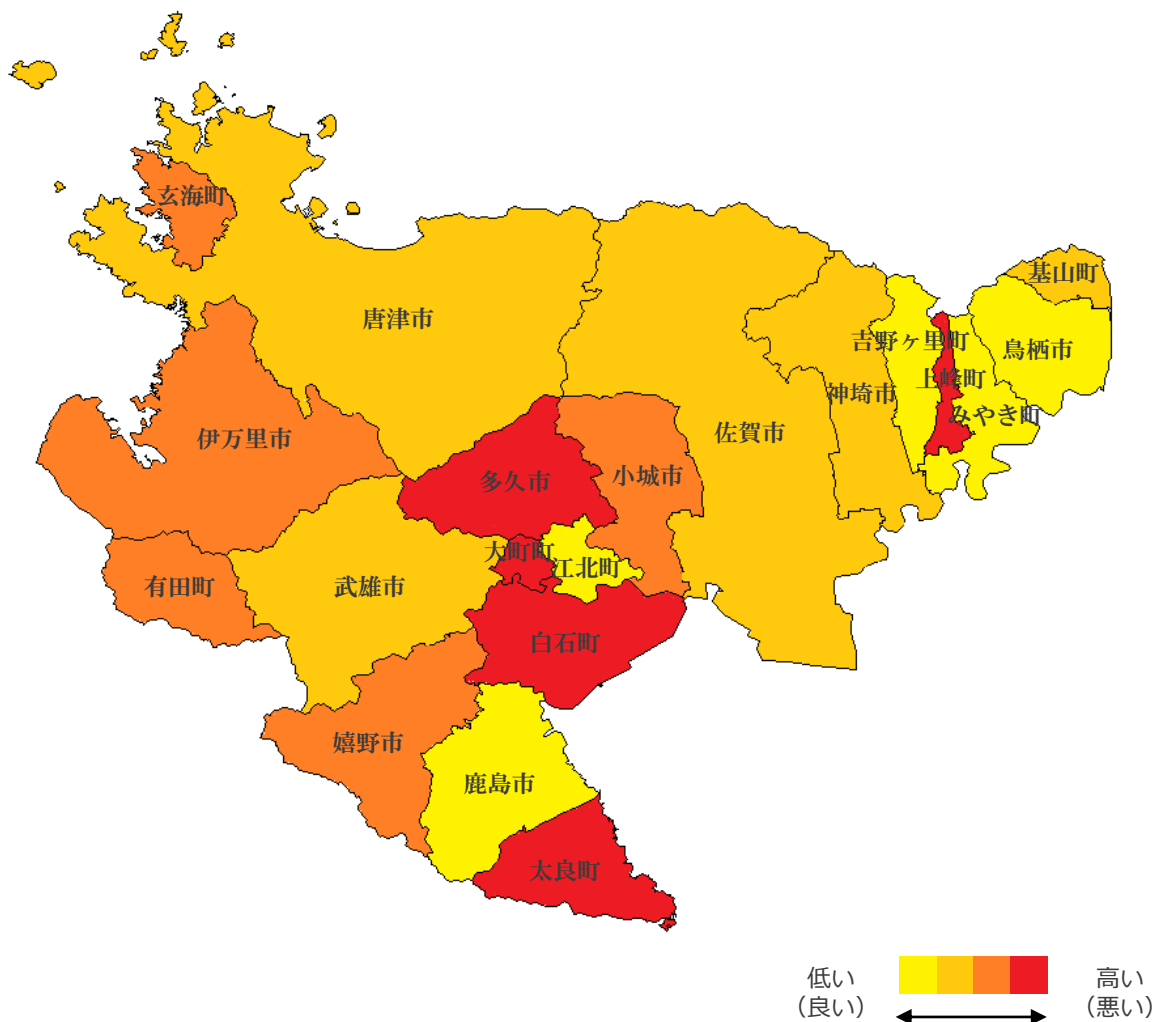 玄海町
基山町
唐津市
吉野ヶ里町
鳥栖市
上峰町
神埼市
みやき町
佐賀市
伊万里市
小城市
多久市
大町町
江北町
有田町
武雄市
白石町
嬉野市
鹿島市
太良町
低い
（良い）
高い
（悪い）